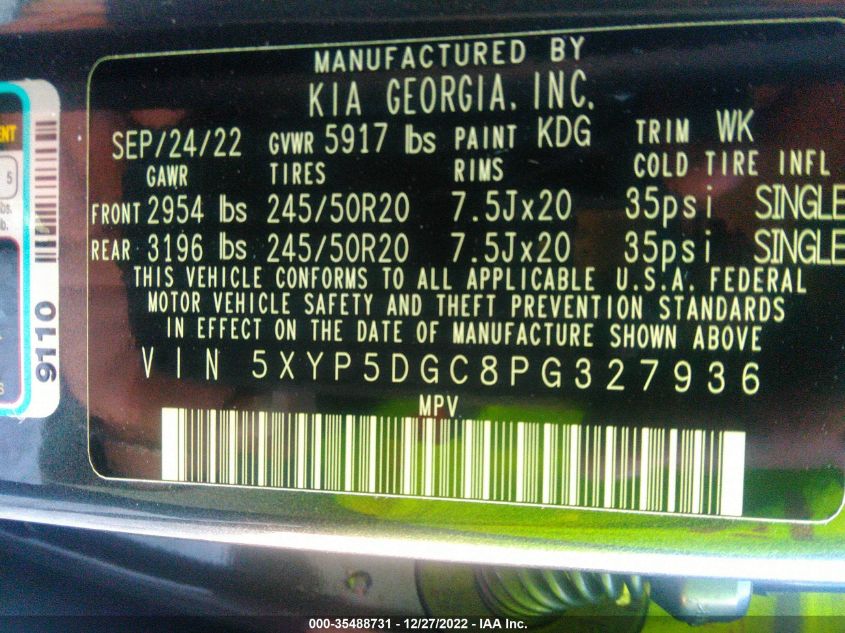 MANUFACTURED BY
KIA GEORGIA, INC.
SEP/24/22 GVWR 5917 lbs PAINT KDG TRIM WK
GAWR TIRES RIMS COLD TIRE INFL
FRONT 2954 lbs 245/50R20 7.5Jx20 35psi SINGLE
REAR 3196 lbs 245/50R20 7.5Jx20 35psi SINGLE
THIS VEHICLE CONFORMS TO ALL APPLICABLE U.S.A. FEDERAL
MOTOR VEHICLE SAFETY AND THEFT PREVENTION STANDARDS
IN EFFECT ON THE DATE OF MANUFACTURE SHOWN ABOVE
VIN 5XYP5DGC8PG327936
MPV
5
9110
000-35488731 - 12/27/2022 - IAA Inc.